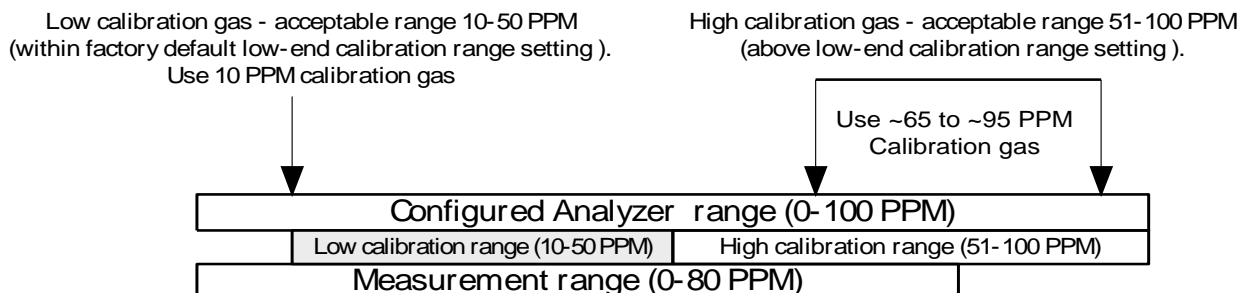 Low calibration gas - acceptable range 10-50 PPM
(within factory default low-end calibration range setting ).
Use 10 PPM calibration gas
High calibration gas - acceptable range 51-100 PPM
(above low-end calibration range setting ).
Use ~65 to ~95 PPM
Calibration gas
Configured Analyzer range (0-100 PPM)
Low calibration range (10-50 PPM)
High calibration range (51-100 PPM)
Measurement range (0-80 PPM)